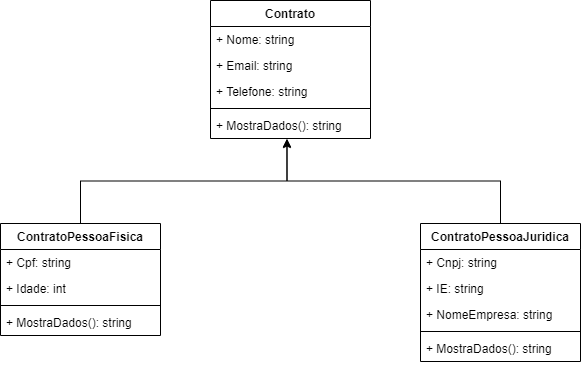 Contrato
+ Nome: string
+ Email: string
+ Telefone: string
+ MostraDados(): string
ContratoPessoaFisica
+ Cpf: string
+ Idade: int
+ MostraDados(): string
ContratoPessoaJuridica
+ Cnpj: string
+ IE: string
+ NomeEmpresa: string
+ MostraDados(): string